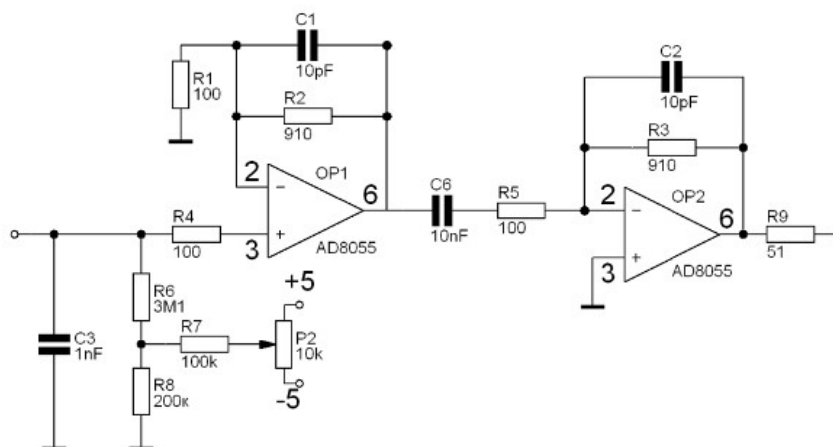 C1
10pF
R1
100
R2
910
2
OP1
6
3
AD8055
R4
100
C6
10nF
R5
100
C2
10pF
R3
910
2
OP2
6
3
AD8055
R9
51
R6
3M1
+5
C3
1nF
R7
100k
P2
10k
R8
200к
-5